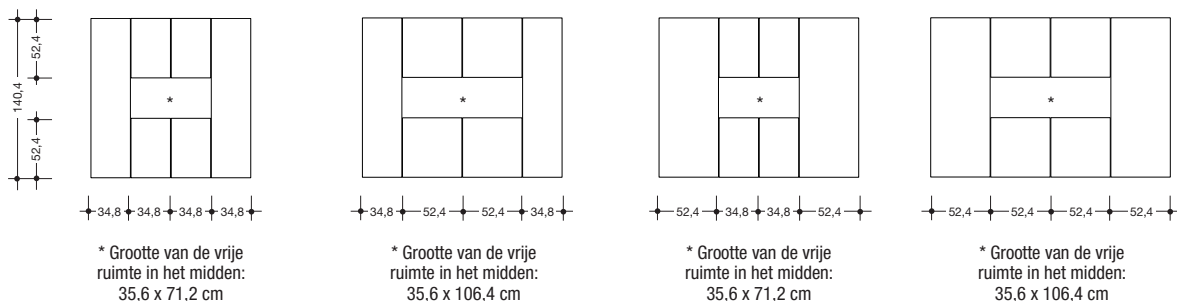 140,4
52,4
52,4
*
34,8 34,8 34,8 34,8
* Grootte van de vrije
ruimte in het midden:
35,6 x 71,2 cm
*
34,8 52,4 52,4 34,8
* Grootte van de vrije
ruimte in het midden:
35,6 x 106,4 cm
*
52,4 34,8 34,8 52,4
* Grootte van de vrije
ruimte in het midden:
35,6 x 71,2 cm
*
52,4 52,4 52,4 52,4
* Grootte van de vrije
ruimte in het midden:
35,6 x 106,4 cm